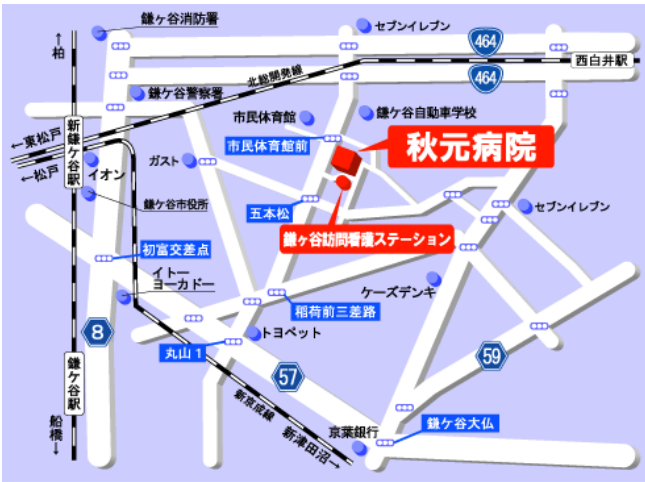 鎌ケ谷消防署
セブンイレブン
464
↑柏
北総開発線
西白井駅
464
鎌ケ谷警察署
市民体育館
鎌ケ谷自動車学校
←東松戸
新鎌ケ谷駅
市民体育館前
秋元病院
←松戸
イオン
ガスト
鎌ケ谷市役所
五本松
セブンイレブン
鎌ヶ谷訪問看護ステーション
初富交差点
イトー
ヨーカドー
ケーズデンキ
稲荷前三差路
8
トヨペット
丸山1
59
鎌ケ谷駅
57
新京成線
船橋↓
鎌ケ谷大仏
京葉銀行
新津田沼→